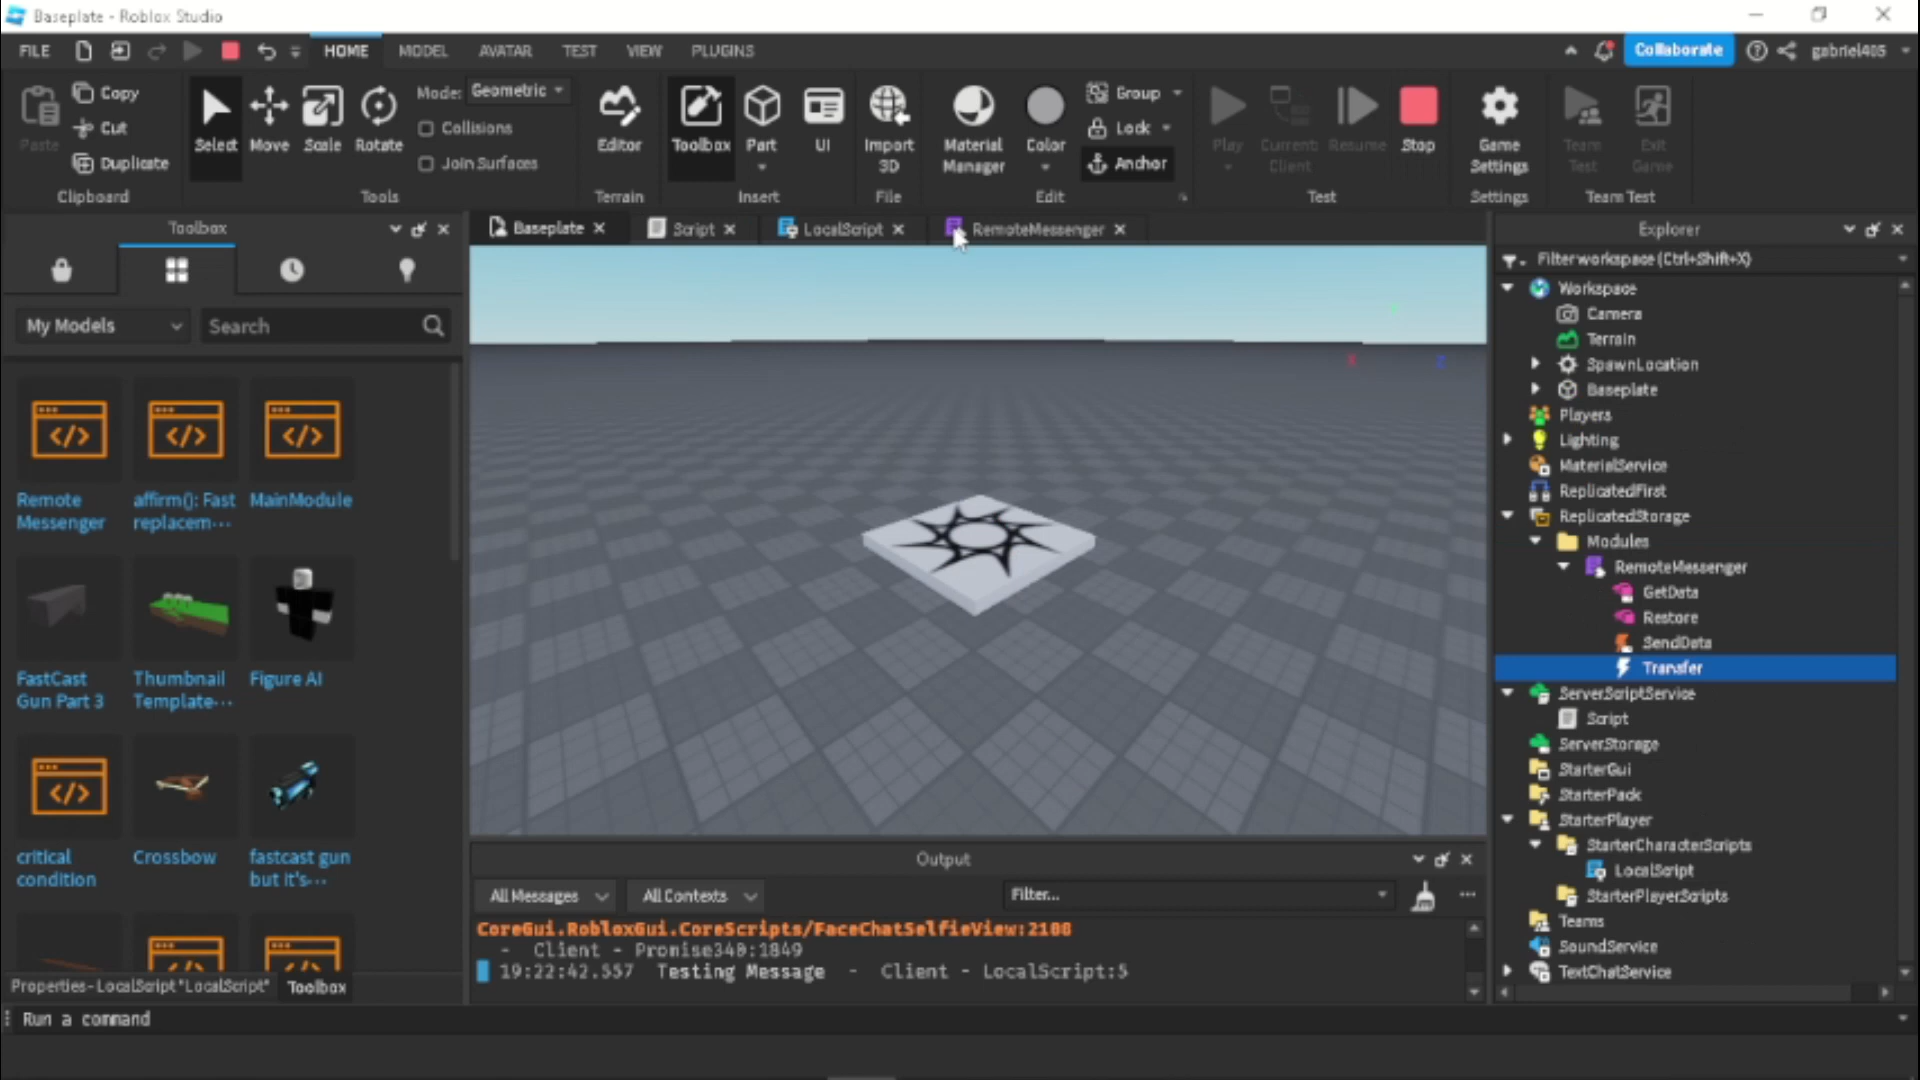 Baseplate - Roblox Studio
FILE HOME MODEL AVATAR TEST VIEW PLUGINS Collaborate gabriel405
Paste Copy Cut Duplicate
Clipboard
Select Move Scale Rotate
Mode: Geometric
Collisions
Join Surfaces
Tools
Editor
Terrain
Toolbox Part UI
Insert
Import 3D
File
Material Manager Color
Group
Lock
Anchor
Edit
Play Current: Client Resume Stop
Test
Game Settings
Settings
Team Test Exit Game
Team Test
Toolbox
My Models Search
Remote Messenger
affirm(): Fast replacem...
MainModule
FastCast Gun Part 3
Thumbnail Template...
Figure AI
critical condition
Crossbow
fastcast gun but it's...
Properties - LocalScript "LocalScript" Toolbox
Run a command
Baseplate Script LocalScript RemoteMessenger
Output
All Messages All Contexts Filter...
CoreGui.RobloxGui.CoreScripts/FaceChatSelfieView:2108
- Client - Promise340:1849
19:22:42.557 Testing Message - Client - LocalScript:5
Explorer
Filter workspace (Ctrl+Shift+X)
Workspace
Camera
Terrain
SpawnLocation
Baseplate
Players
Lighting
MaterialService
ReplicatedFirst
ReplicatedStorage
Modules
RemoteMessenger
GetData
Restore
SendData
Transfer
ServerScriptService
Script
ServerStorage
StarterGui
StarterPack
StarterPlayer
StarterCharacterScripts
LocalScript
StarterPlayerScripts
Teams
SoundService
TextChatService